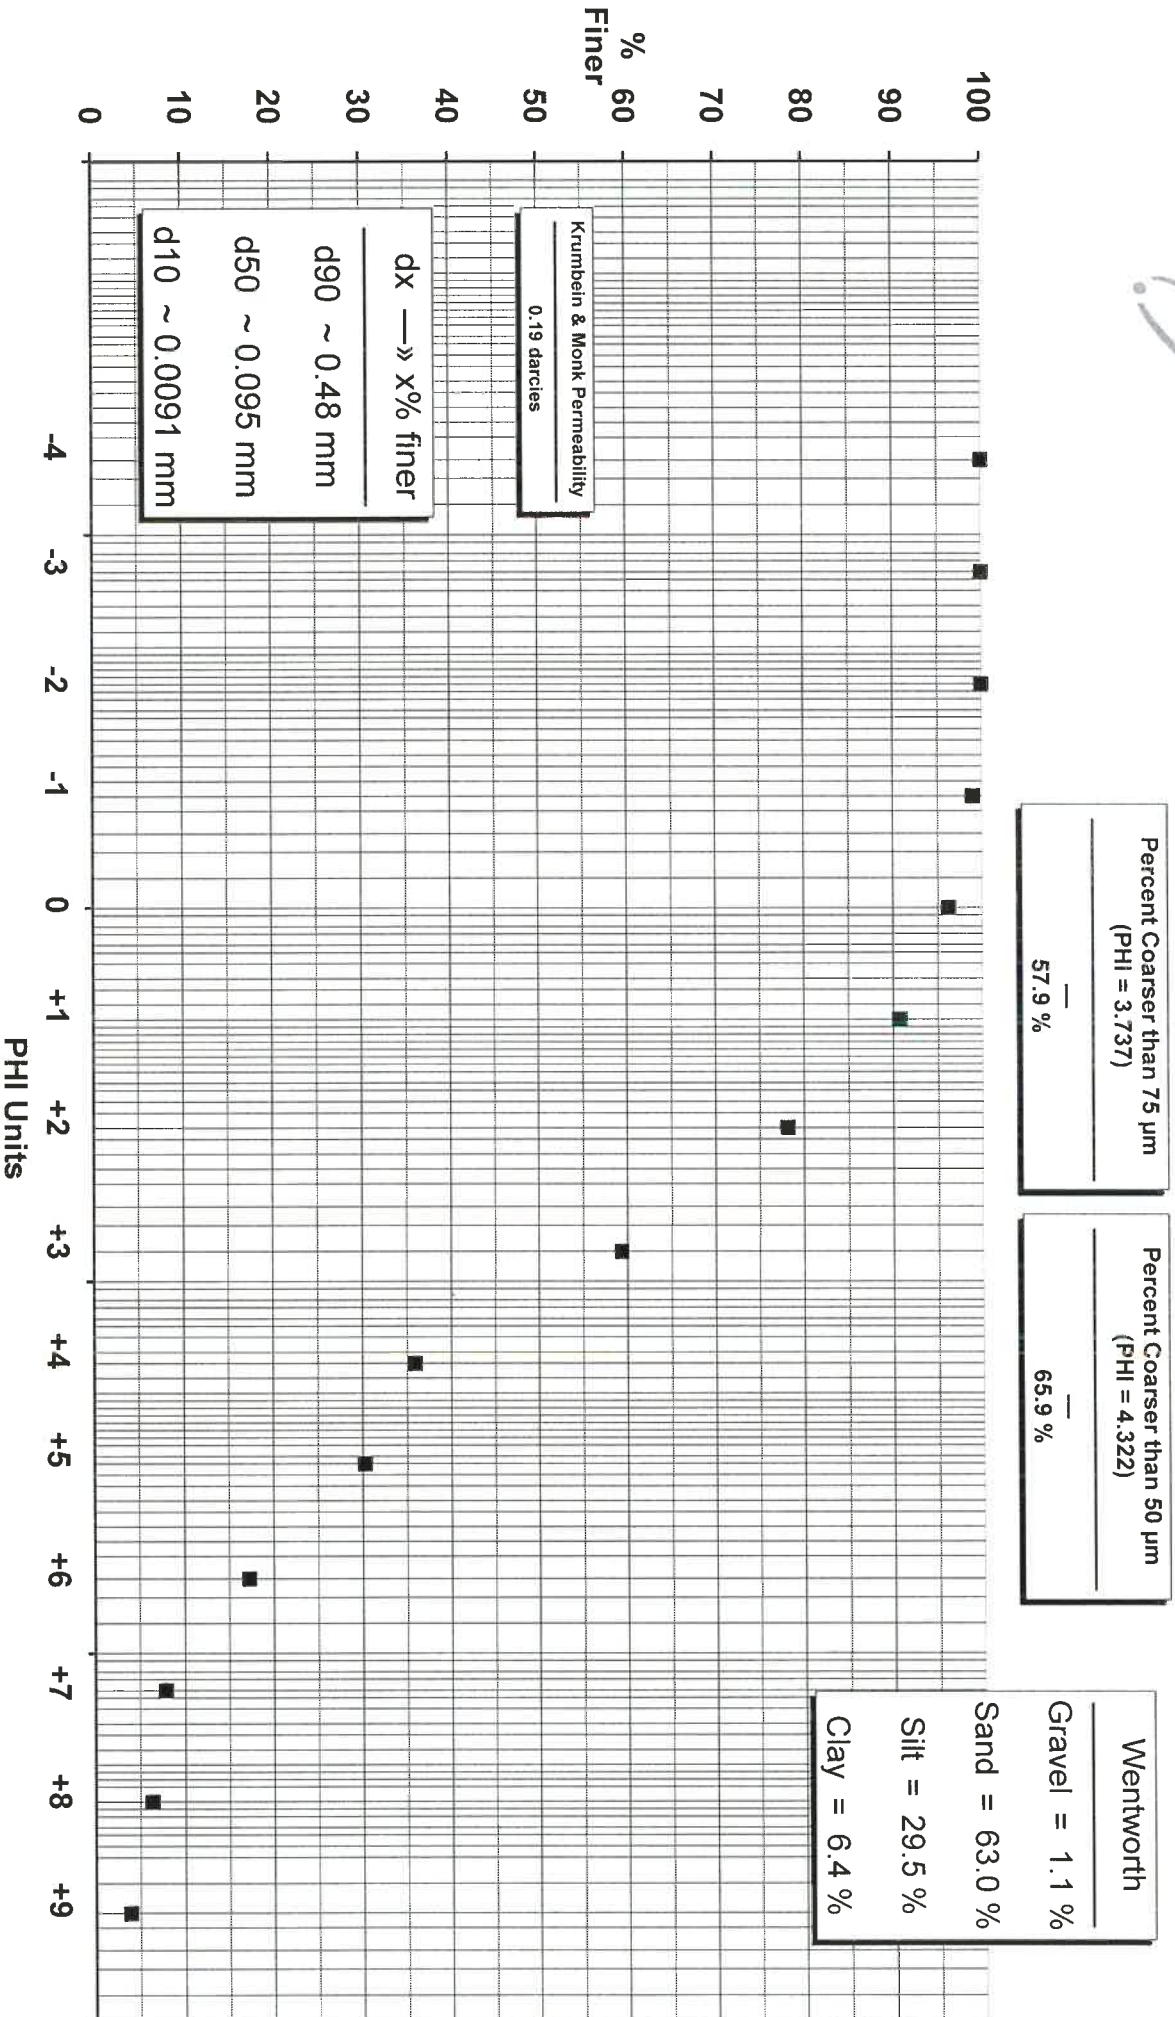 Percent Coarser than 75 µm
(PHI = 3.737)
—
57.9 %
Percent Coarser than 50 µm
(PHI = 4.322)
—
65.9 %
Wentworth
Gravel = 1.1 %
Sand = 63.0 %
Silt = 29.5 %
Clay = 6.4 %
%
Finer
100
90
80
70
60
50
40
30
20
10
0
Krumbein & Monk Permeability
0.19 darcies
dx —» x% finer
d90 ~ 0.48 mm
d50 ~ 0.095 mm
d10 ~ 0.0091 mm
-4 -3 -2 -1 0 +1 +2 +3 +4 +5 +6 +7 +8 +9
PHI Units